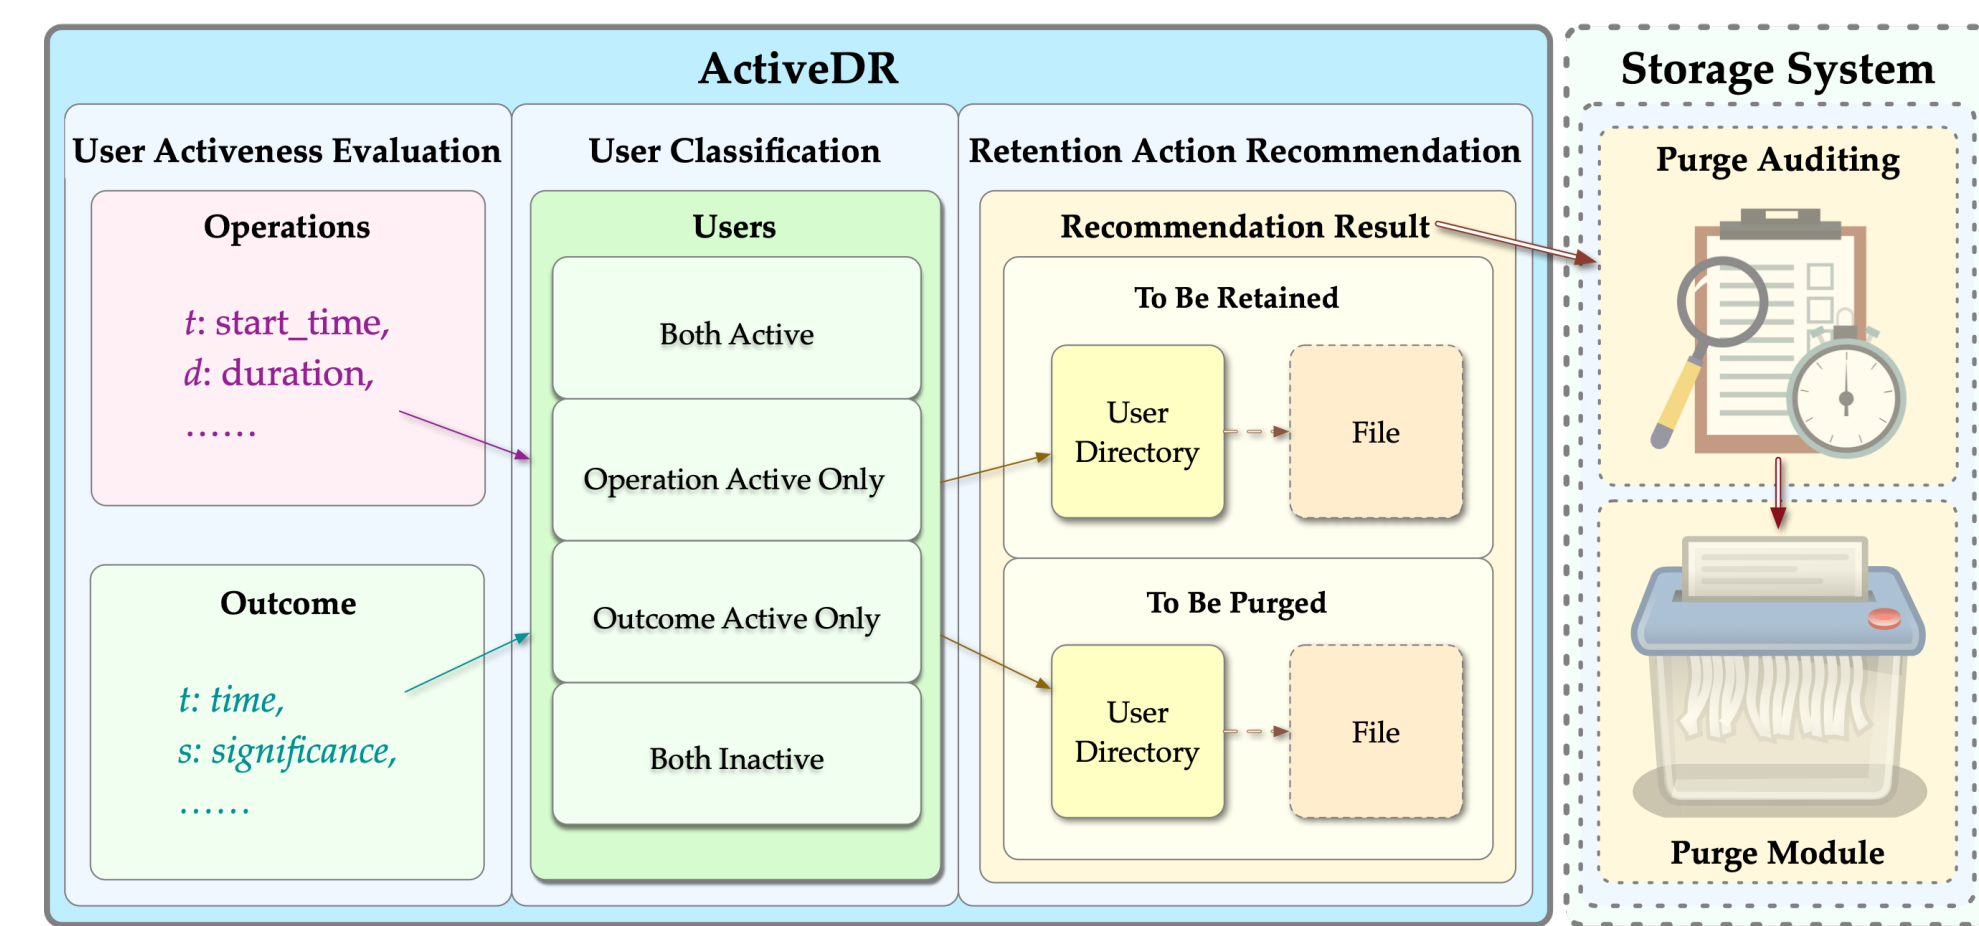 ActiveDR
User Activeness Evaluation
Operations
t: start_time,
d: duration,
……
Outcome
t: time,
s: significance,
……
User Classification
Users
Both Active
Operation Active Only
Outcome Active Only
Both Inactive
Retention Action Recommendation
Recommendation Result
To Be Retained
User
Directory
File
To Be Purged
User
Directory
File
Storage System
Purge Auditing
Purge Module